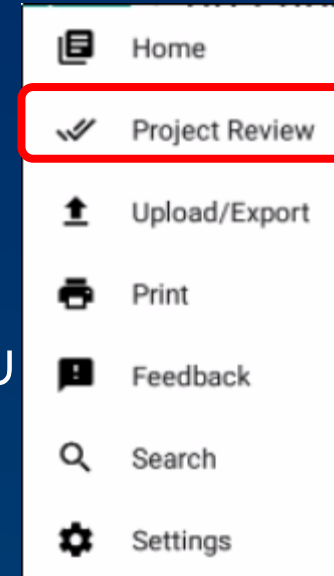 Home
Project Review
Upload/Export
Print
Feedback
Search
Settings